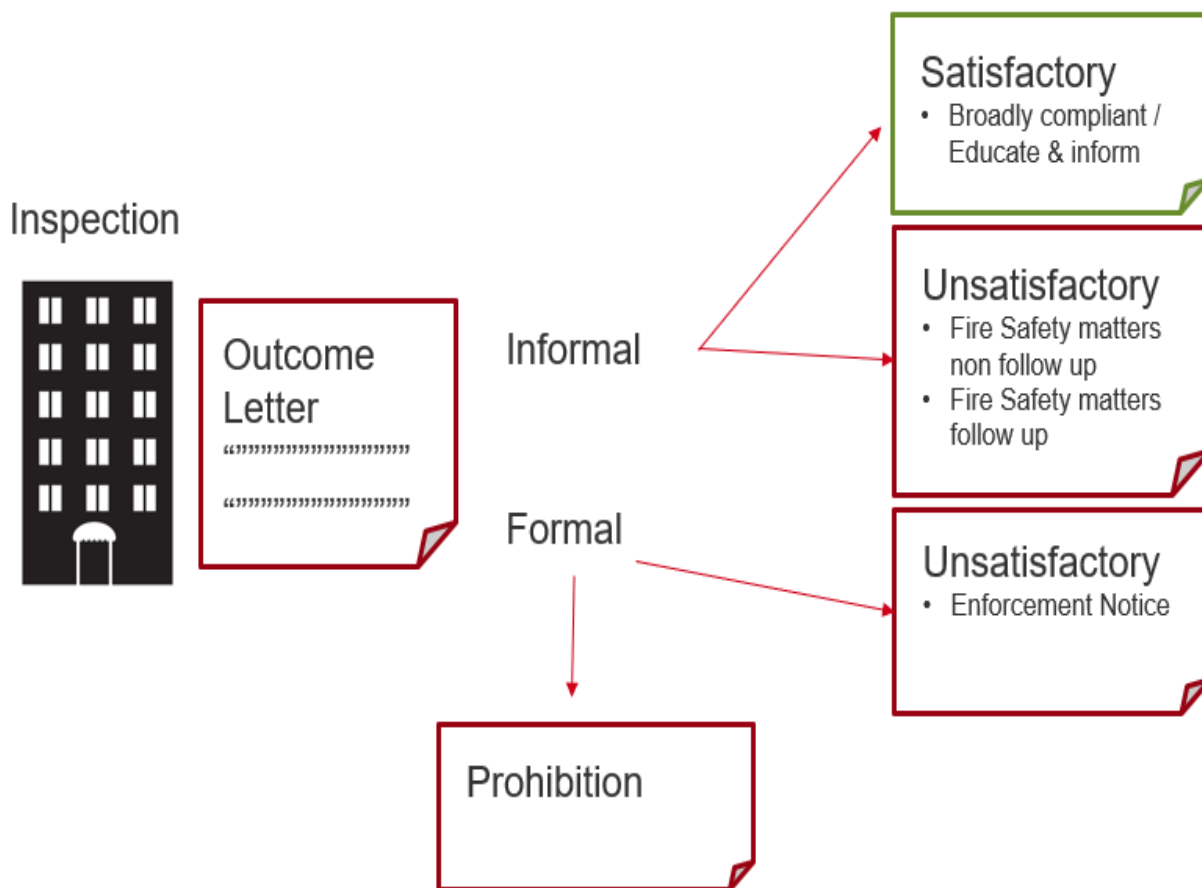 Inspection
Outcome
Letter
“”””””””””””””””
“”””””””””””””””
Informal
Formal
Satisfactory
• Broadly compliant /
Educate & inform
Unsatisfactory
• Fire Safety matters
non follow up
• Fire Safety matters
follow up
Unsatisfactory
• Enforcement Notice
Prohibition